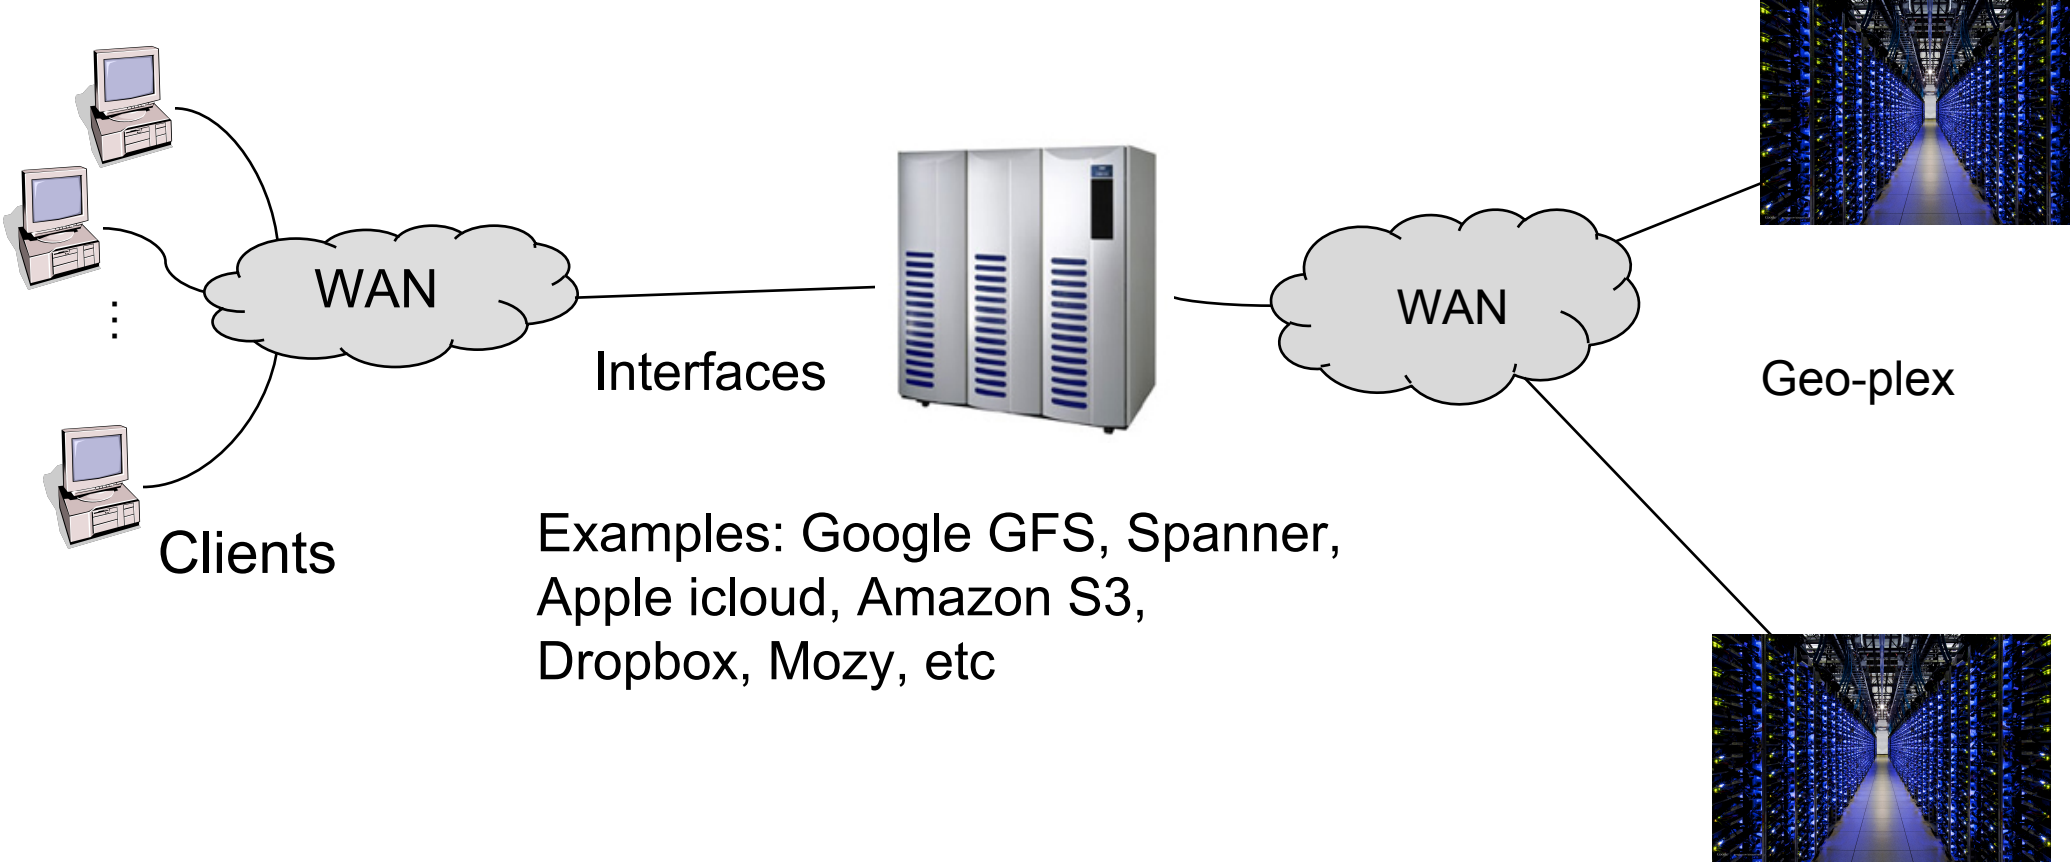 WAN
WAN
Interfaces
Geo-plex
⋮
Clients
Examples: Google GFS, Spanner,
Apple icloud, Amazon S3,
Dropbox, Mozy, etc